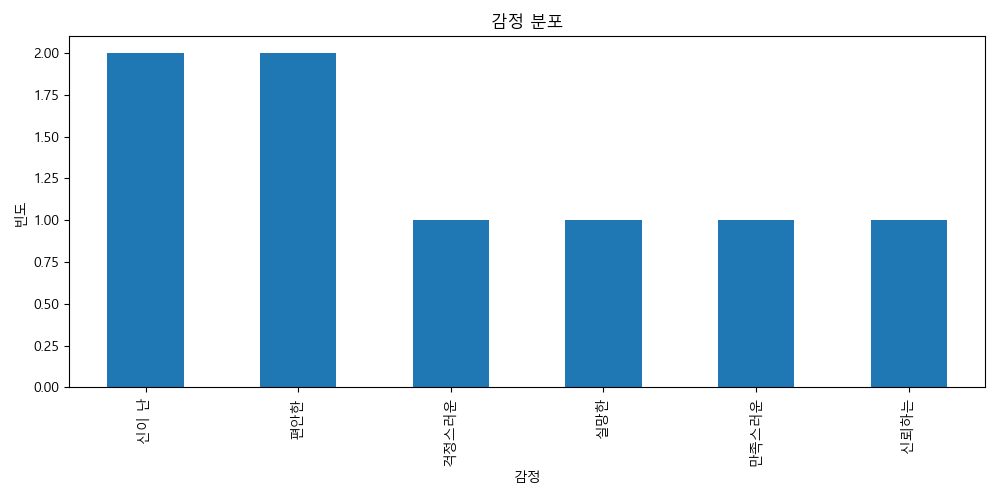 감정 분포
빈도
2.00
1.75
1.50
1.25
1.00
0.75
0.50
0.25
0.00
신이 난
편안한
걱정스러운
실망한
만족스러운
신뢰하는
감정